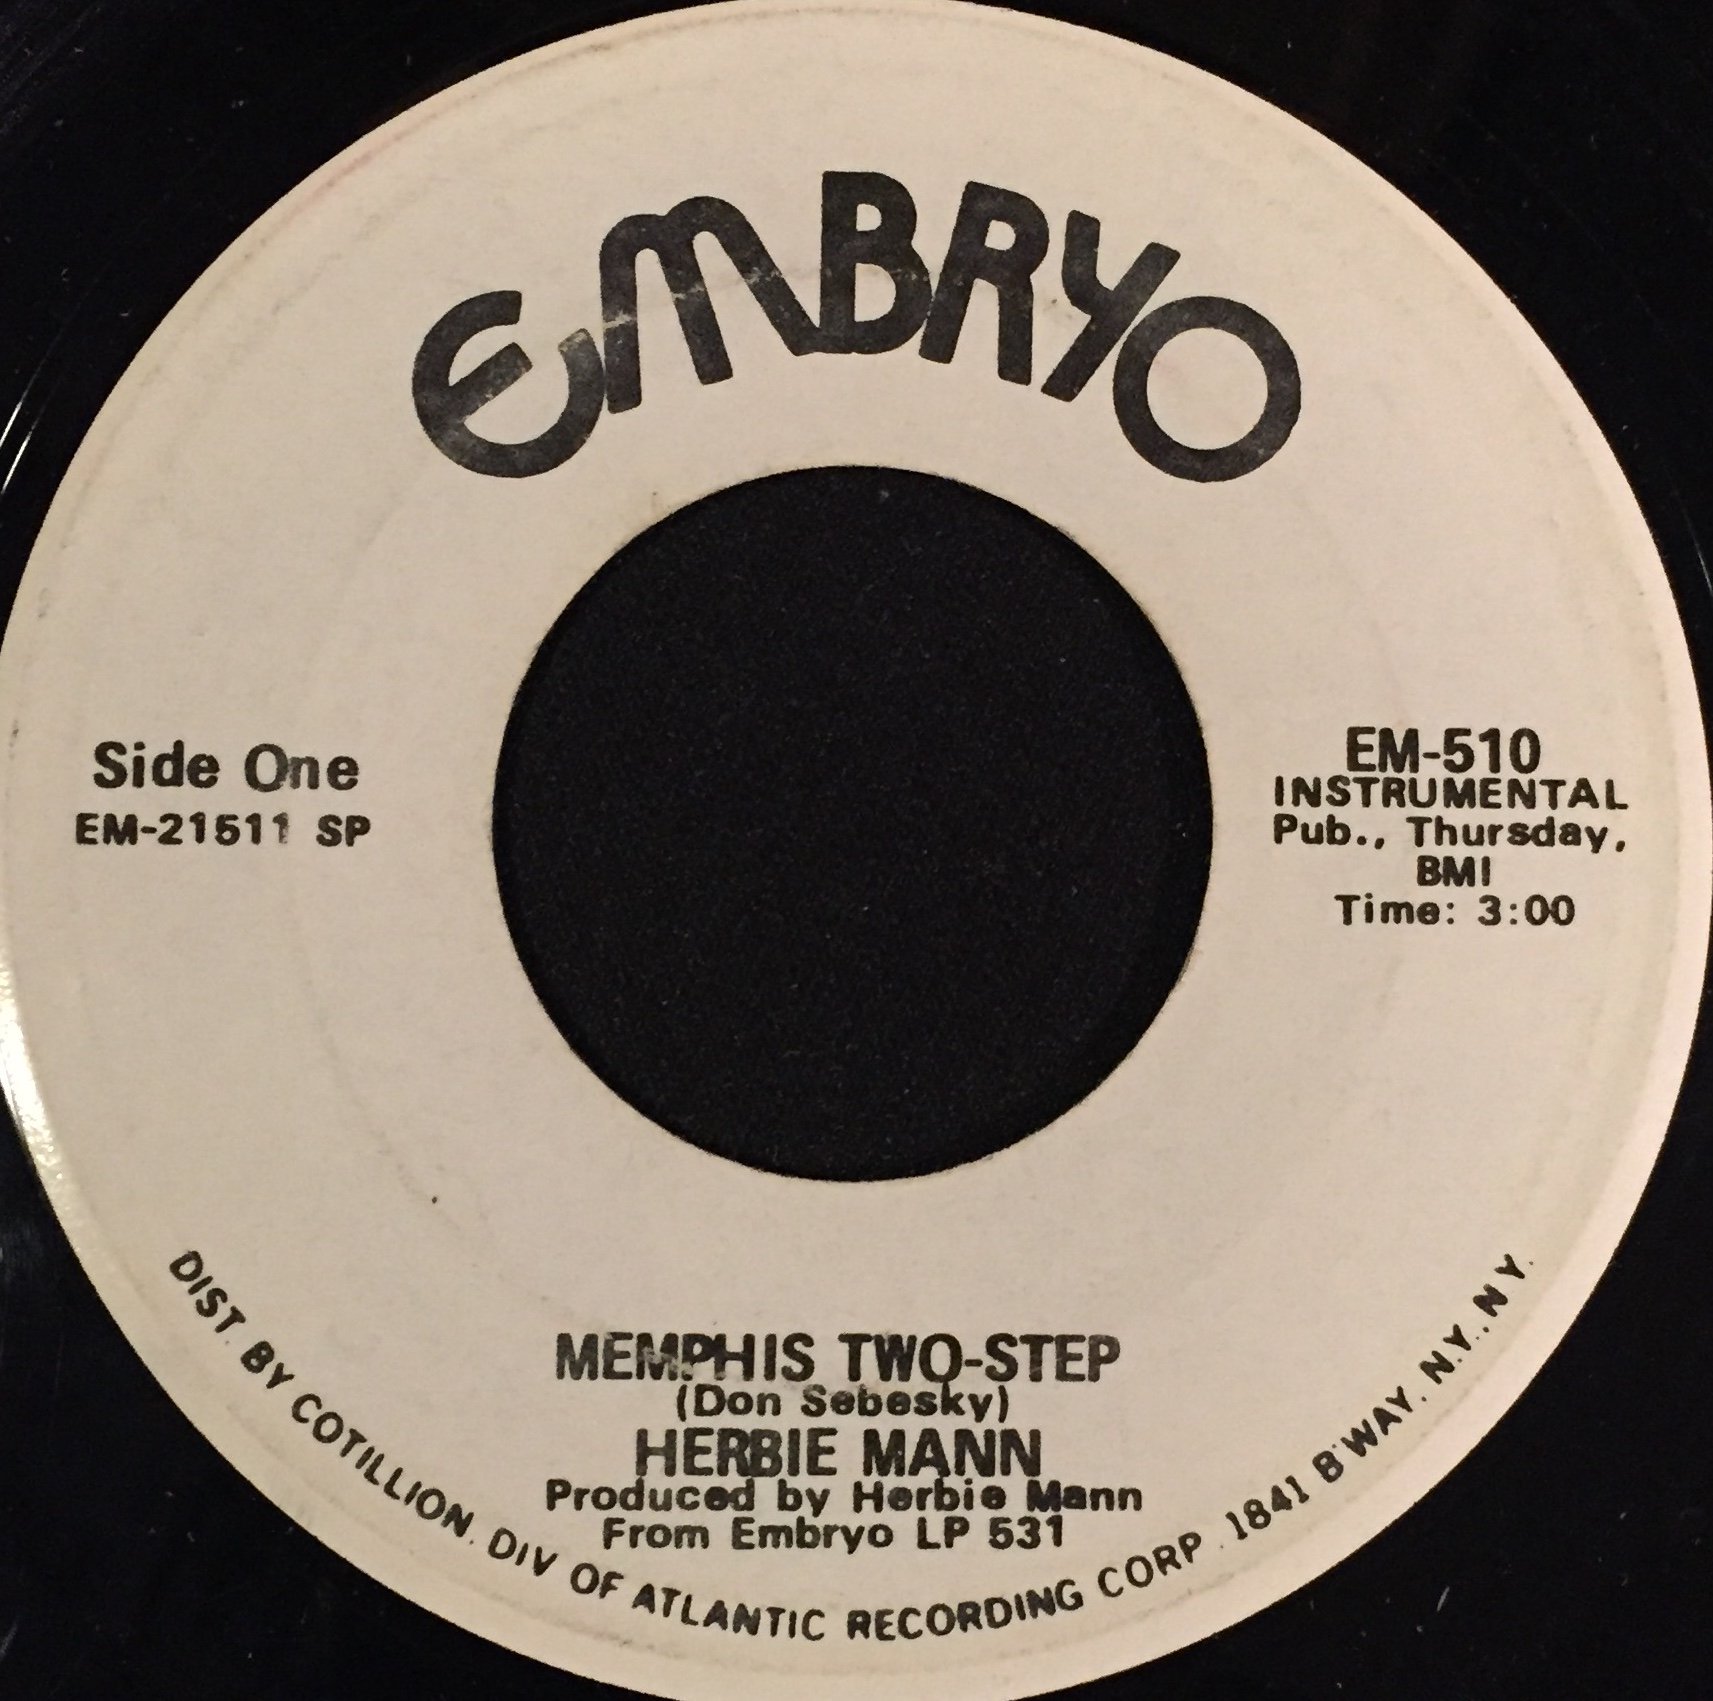 EMBRYO
Side One
EM-21511 SP
EM-510
INSTRUMENTAL
Pub., Thursday,
BMI
Time: 3:00
MEMPHIS TWO-STEP
(Don Sebesky)
HERBIE MANN
Produced by Herbie Mann
From Embryo LP 531
DIST. BY COTILLION. DIV OF ATLANTIC RECORDING CORP. 1841 B'WAY. N.Y..N.Y.